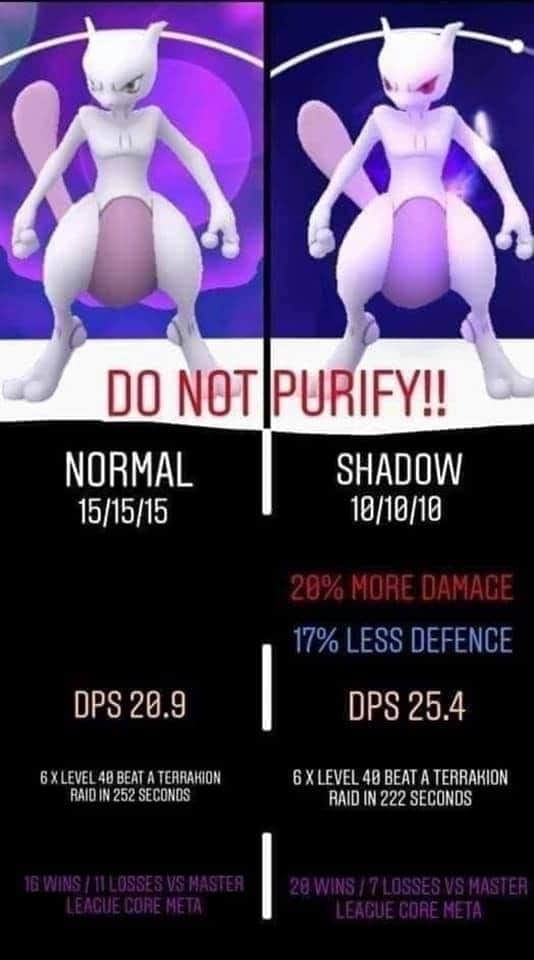 DO NOT PURIFY!!
NORMAL
15/15/15
SHADOW
10/10/10
20% MORE DAMAGE
17% LESS DEFENCE
DPS 20.9
DPS 25.4
6 X LEVEL 40 BEAT A TERRAKION
RAID IN 252 SECONDS
6 X LEVEL 40 BEAT A TERRAKION
RAID IN 222 SECONDS
16 WINS / 11 LOSSES VS MASTER
LEAGUE CORE META
20 WINS / 7 LOSSES VS MASTER
LEAGUE CORE META